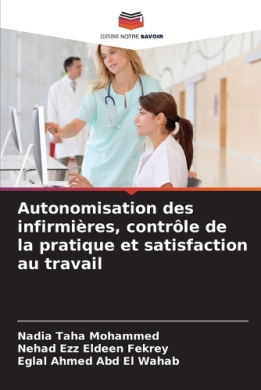 EDITIONS NOTRE SAVOIR
Autonomisation des
infirmières, contrôle de
la pratique et satisfaction
au travail
Nadia Taha Mohammed
Nehad Ezz Eldeen Fekrey
Eglal Ahmed Abd El Wahab